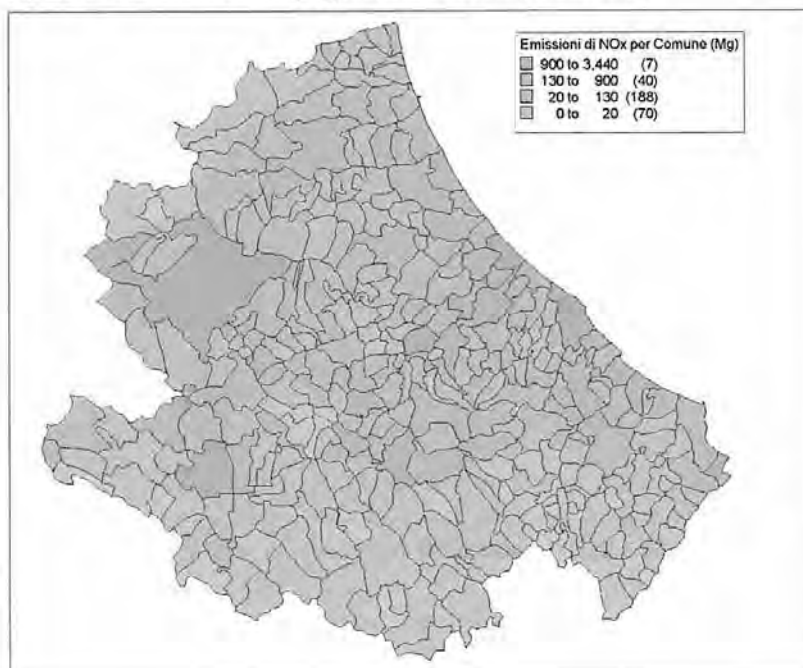 Emissioni di NOx per Comune (Mg)
900 to 3,440 (7)
130 to 900 (40)
20 to 130 (188)
0 to 20 (70)